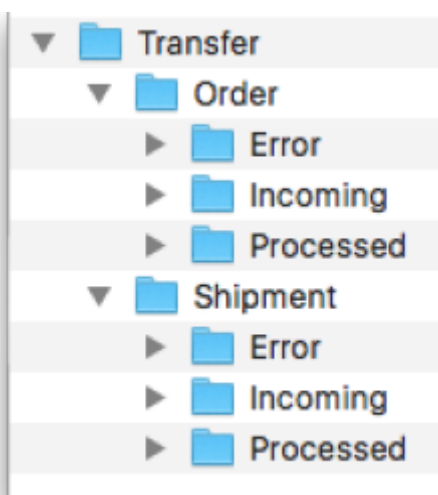 Transfer
Order
Error
Incoming
Processed
Shipment
Error
Incoming
Processed